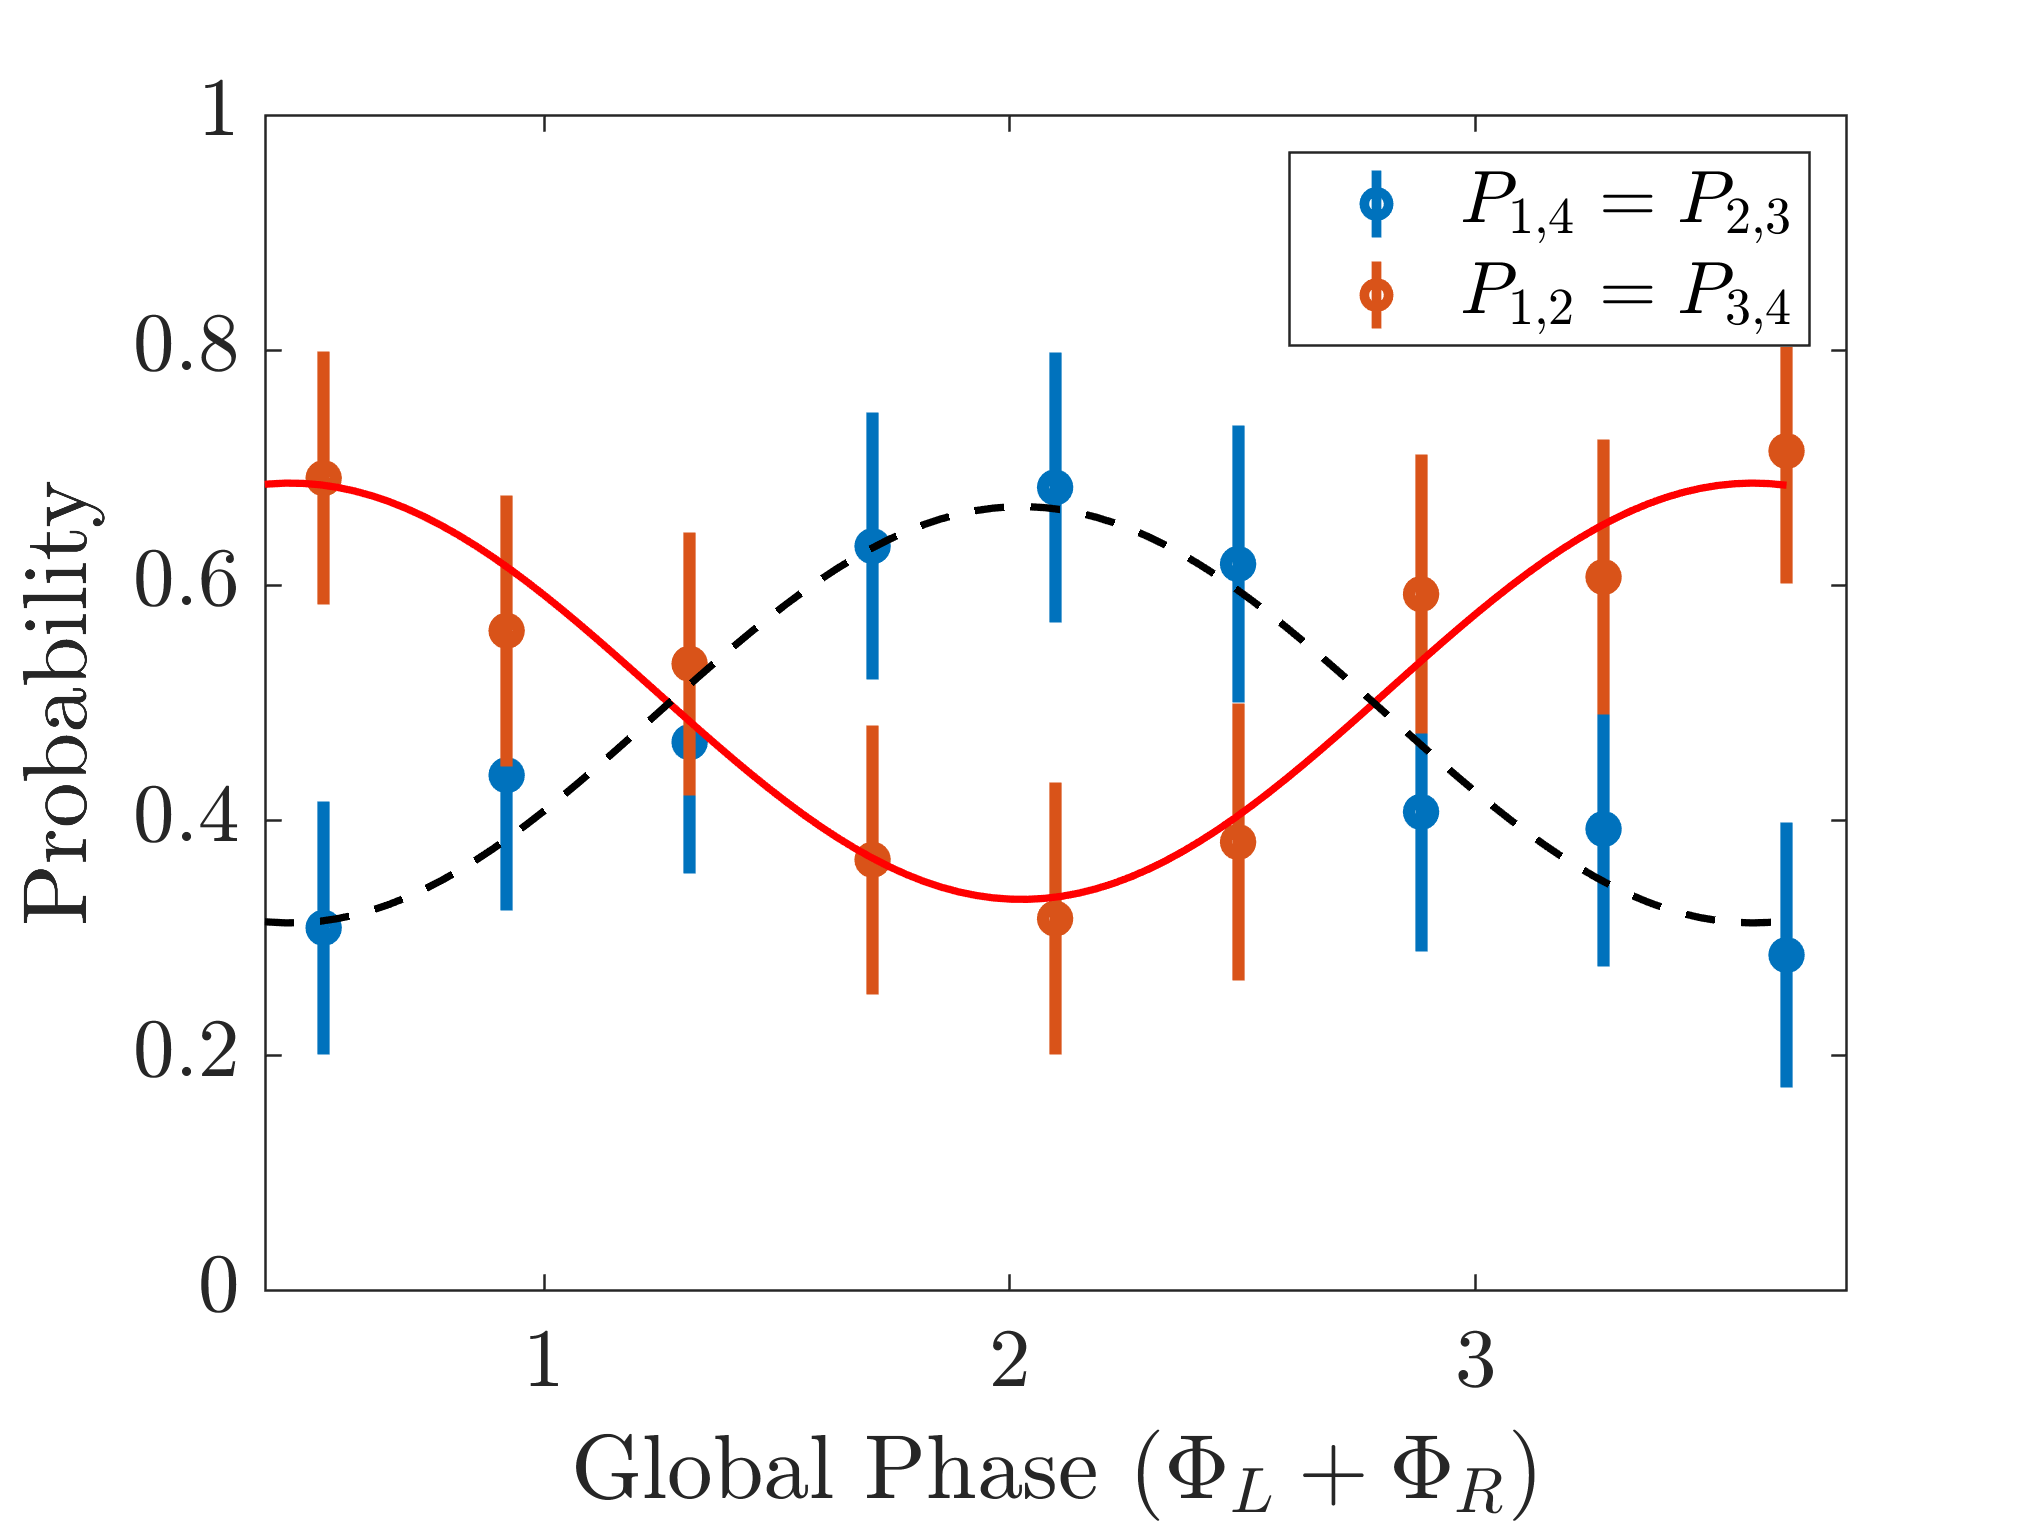 1
0.8
0.6
0.4
0.2
0
Probability
P_{1,4} = P_{2,3}
P_{1,2} = P_{3,4}
1 2 3
Global Phase (Φ_L + Φ_R)